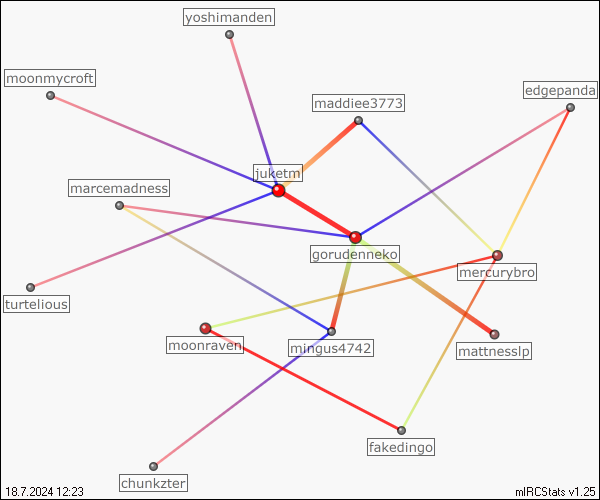 yoshimanden
moonmycroft
edgepanda
maddiee3773
juketm
marcemadness
gorudenneko
mercurybro
turtelious
moonraven
mingus4742
mattnesslp
fakedingo
chunkzter
18.7.2024 12:23
mIRCStats v1.25